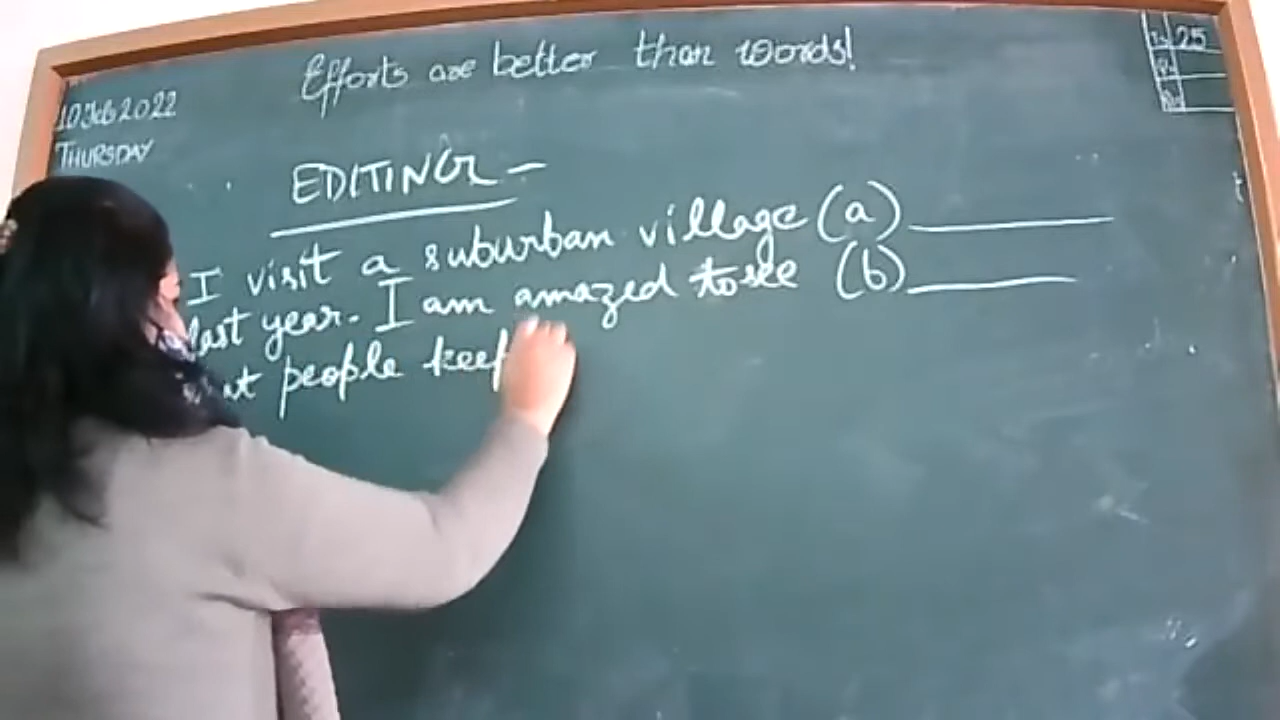 Efforts are better than words!
25
10 Feb 2022
THURSDAY
EDITING —
I visit a suburban village (a) ________
last year. I am amazed to see (b) ________
people keep